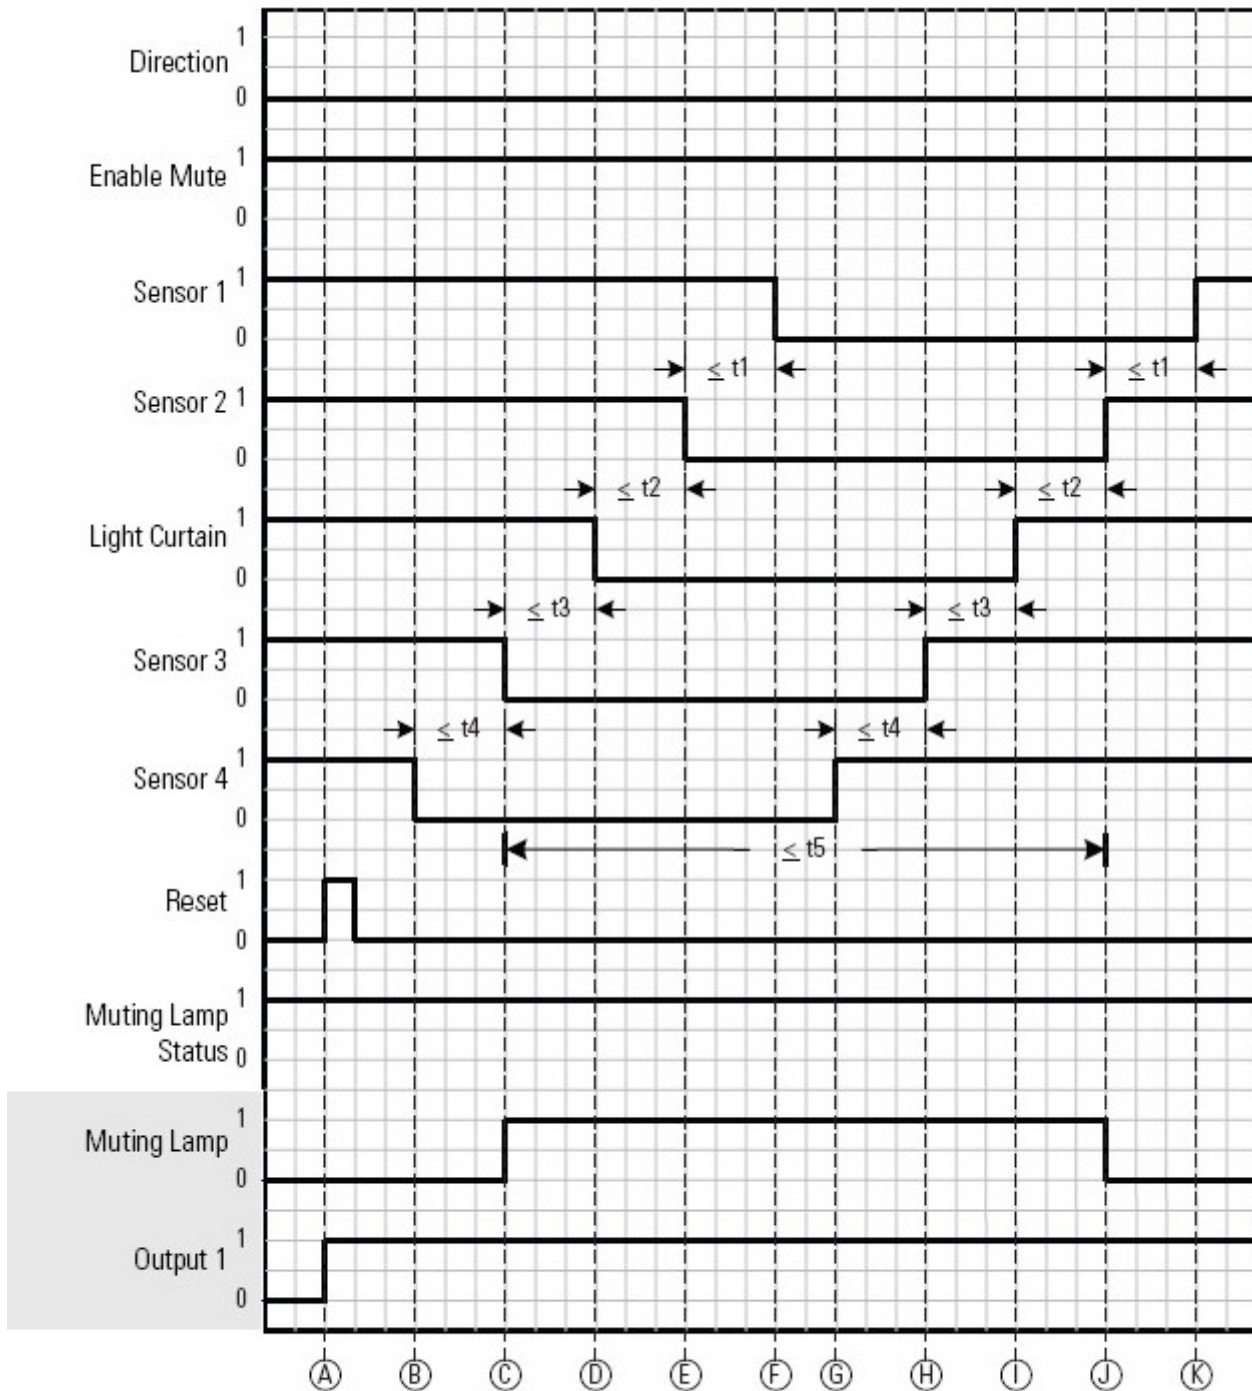 1
Direction
0
1
Enable Mute
0
Sensor 1 1
0
≤ t1 ≤ t1
Sensor 2 1
0
≤ t2 ≤ t2
1
Light Curtain
0
≤ t3 ≤ t3
1
Sensor 3
0
≤ t4 ≤ t4
1
Sensor 4
0
≤ t5
1
Reset
0
1
Muting Lamp
Status 0
1
Muting Lamp
0
1
Output 1
0
A B C D E F G H I J K